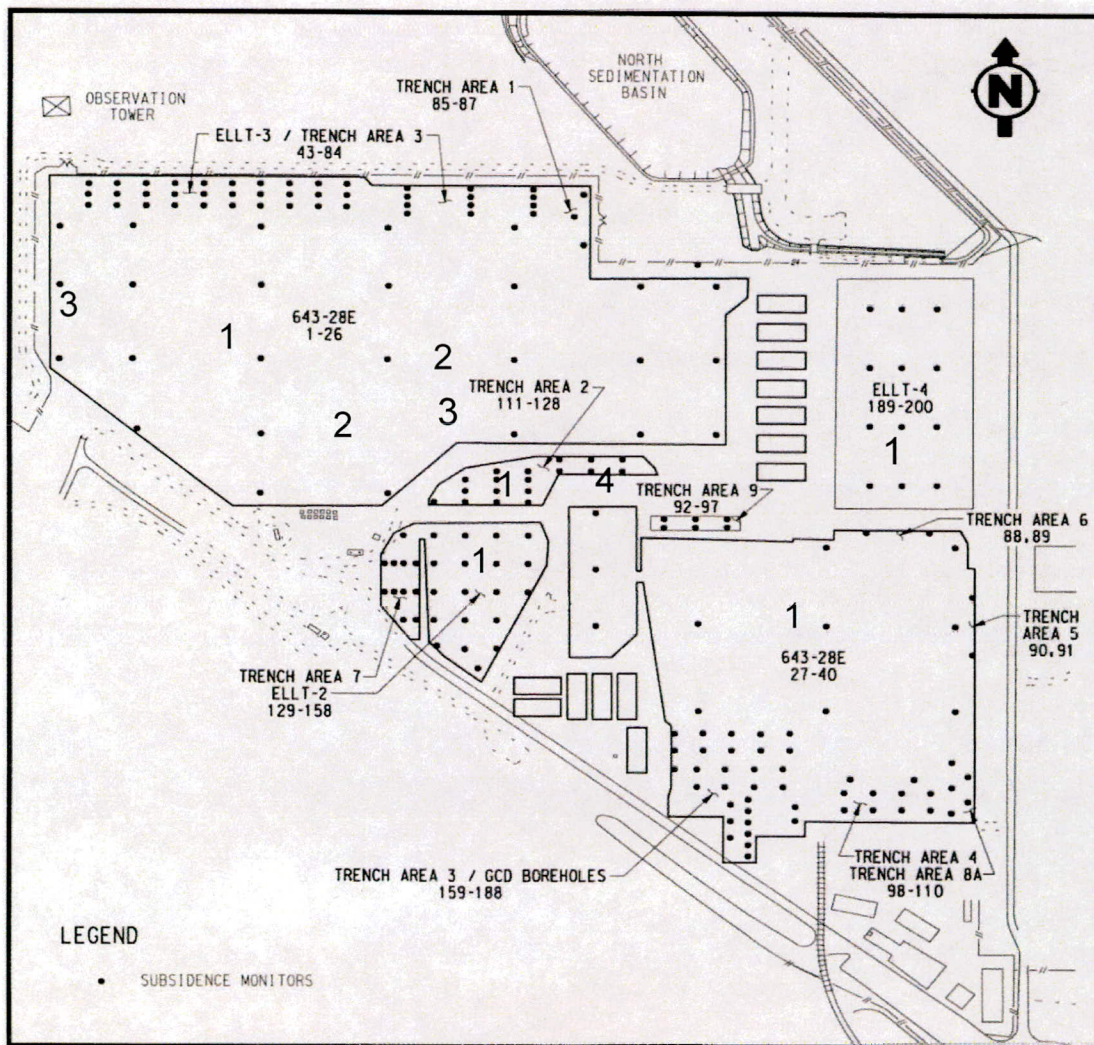 NORTH
SEDIMENTATION
BASIN
N
OBSERVATION
TOWER
TRENCH AREA 1
85-87
ELLT-3 / TRENCH AREA 3
43-84
3
1
643-28E
1-26
2
TRENCH AREA 2
111-128
2
3
ELLT-4
189-200
1
1
4
TRENCH AREA 9
92-97
TRENCH AREA 6
88,89
1
1
TRENCH
AREA 5
90,91
643-28E
27-40
TRENCH AREA 7
ELLT-2
129-158
TRENCH AREA 3 / GCD BOREHOLES
159-188
TRENCH AREA 4
TRENCH AREA 8A
98-110
LEGEND
SUBSIDENCE MONITORS